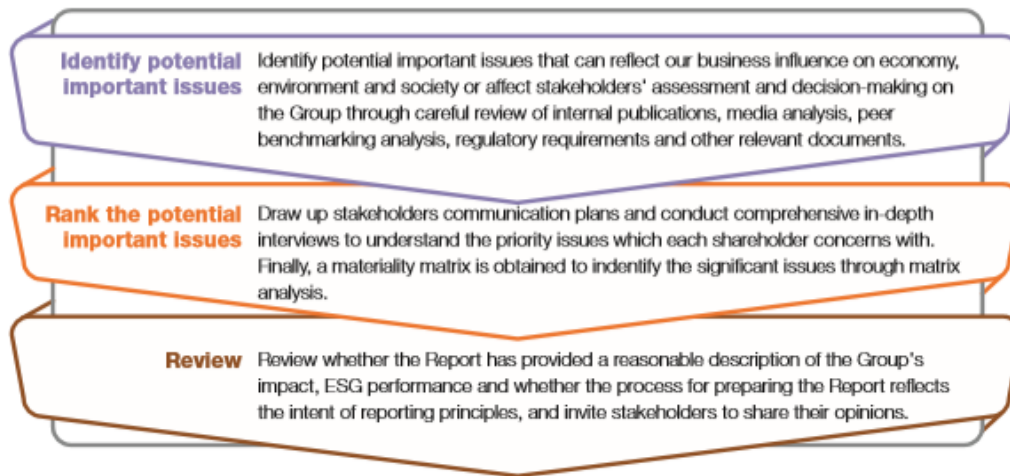 Identify potential
important issues
Identify potential important issues that can reflect our business influence on economy,
environment and society or affect stakeholders' assessment and decision-making on
the Group through careful review of internal publications, media analysis, peer
benchmarking analysis, regulatory requirements and other relevant documents.
Rank the potential
important issues
Draw up stakeholders communication plans and conduct comprehensive in-depth
interviews to understand the priority issues which each shareholder concerns with.
Finally, a materiality matrix is obtained to indentify the significant issues through matrix
analysis.
Review
Review whether the Report has provided a reasonable description of the Group's
impact, ESG performance and whether the process for preparing the Report reflects
the intent of reporting principles, and invite stakeholders to share their opinions.